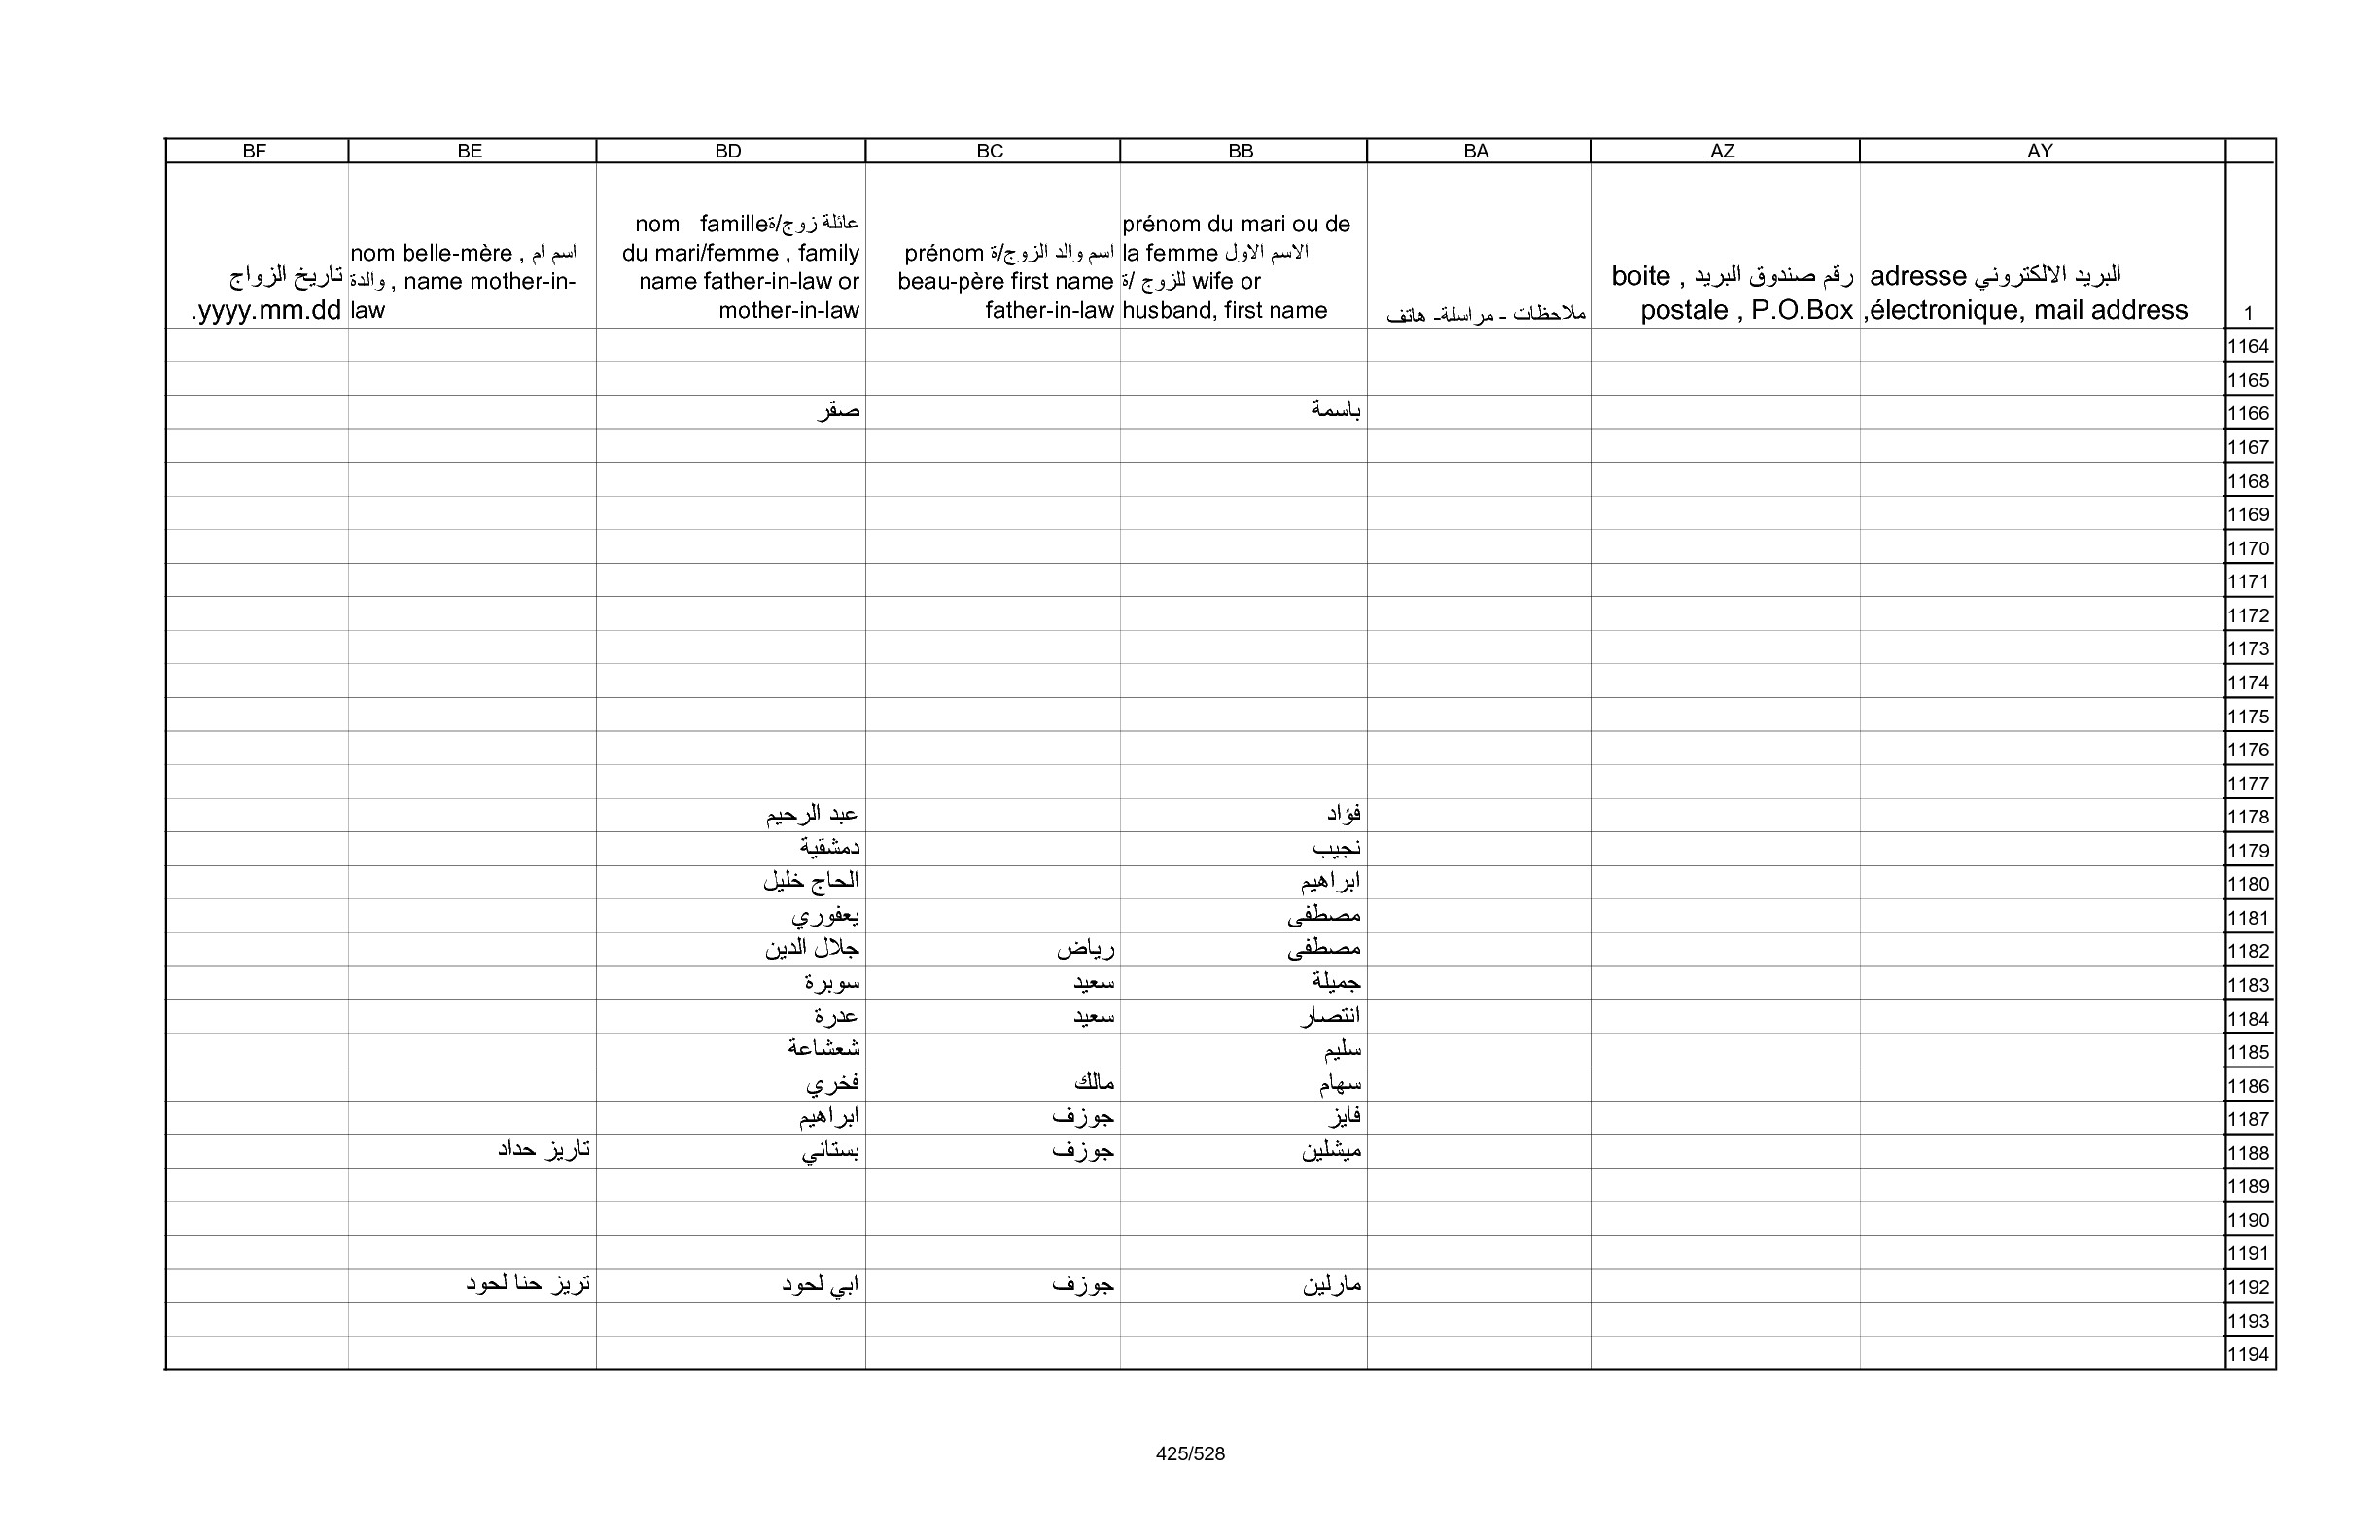 AY AZ BA BB BC BD BE BF
1
البريد الالكتروني adresse
électronique, mail address,
رقم صندوق البريد , boite
postale , P.O.Box
ملاحظات - مراسلة- هاتف
prénom du mari ou de
la femme الاسم الاول
للزوج /ة wife or
husband, first name
اسم والد الزوج/ة prénom
beau-père first name
father-in-law
عائلة زوج/ة nom famille
du mari/femme , family
name father-in-law or
mother-in-law
nom belle-mère , اسم ام
والدة , name mother-in-
law
تاريخ الزواج
yyyy.mm.dd.
1164
1165
1166 باسمة صقر
1167
1168
1169
1170
1171
1172
1173
1174
1175
1176
1177
1178 فؤاد عبد الرحيم
1179 نجيب دمشقية
1180 ابراهيم الحاج خليل
1181 مصطفى يعفوري
1182 مصطفى رياض جلال الدين
1183 جميلة سعيد سوبرة
1184 انتصار سعيد عدرة
1185 سليم شعشاعة
1186 سهام مالك فخري
1187 فايز جوزف ابراهيم
1188 ميشلين جوزف بستاني تاريز حداد
1189
1190
1191
1192 مارلين جوزف ابي لحود تريز حنا لحود
1193
1194
425/528